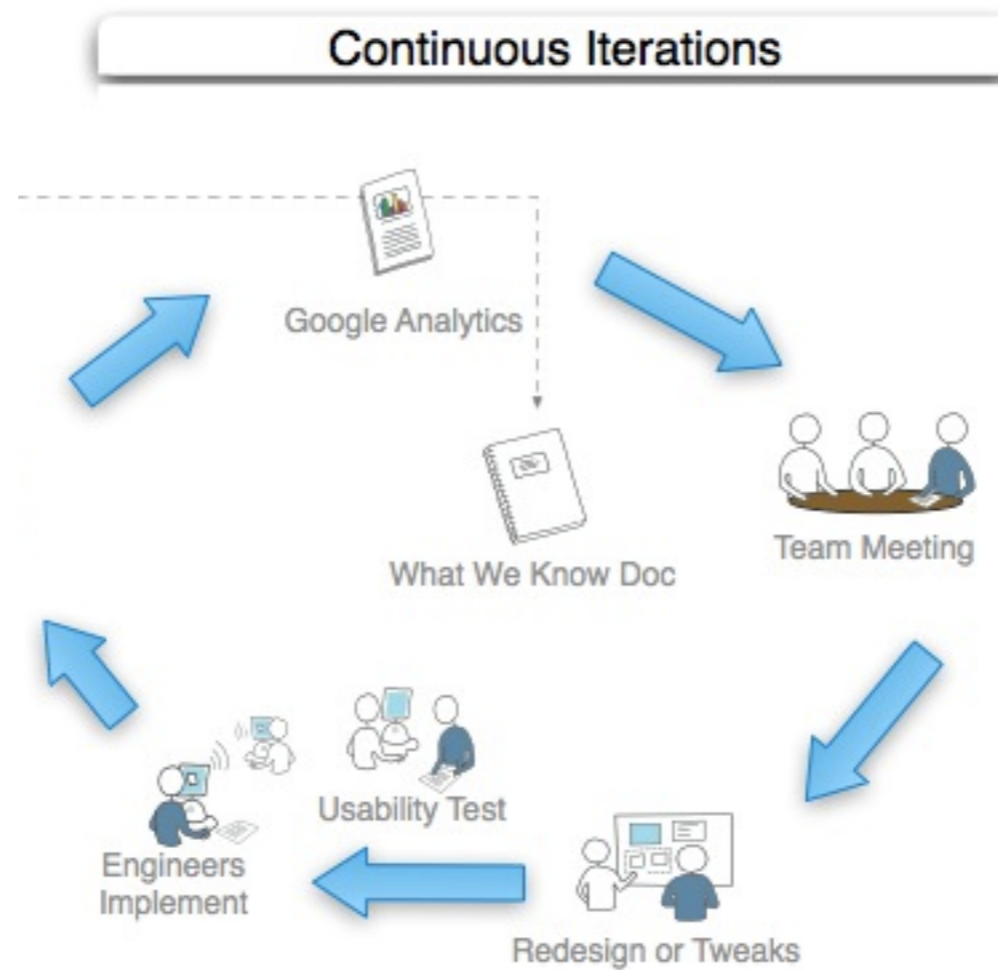 Continuous Iterations
Google Analytics
What We Know Doc
Team Meeting
Usability Test
Engineers
Implement
Redesign or Tweaks